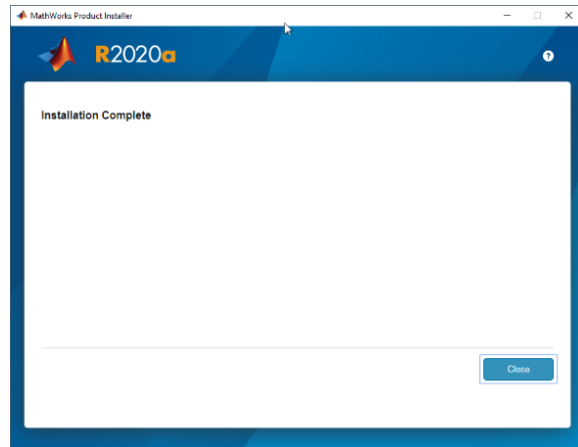 MathWorks Product Installer
R2020a
?
Installation Complete
Close